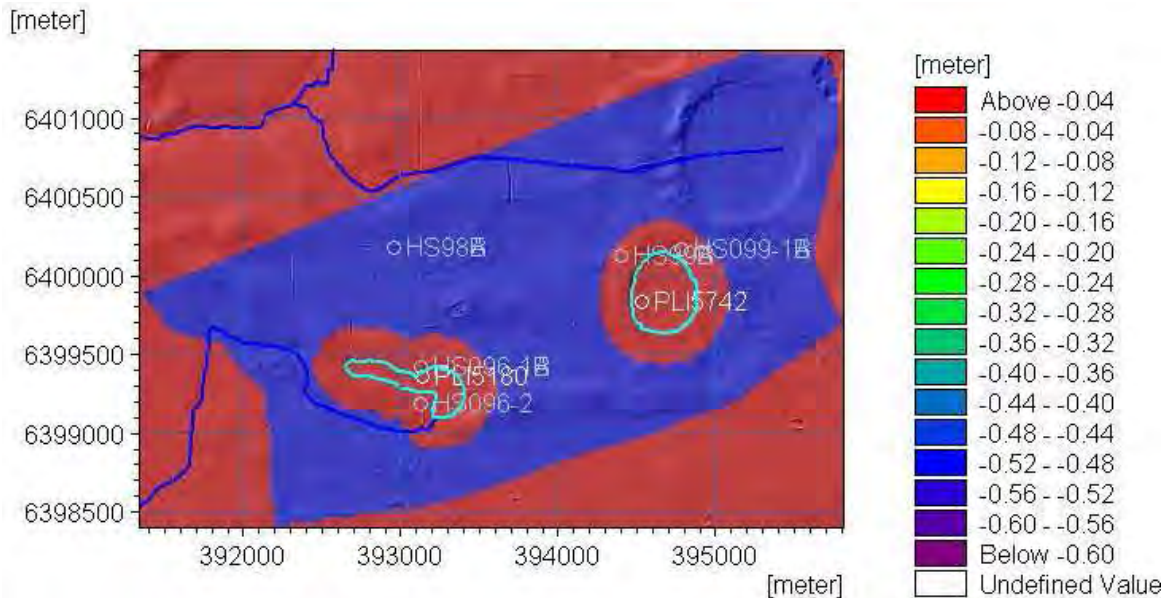 [meter]
6401000
6400500
6400000
6399500
6399000
6398500
392000
393000
394000
395000
[meter]
HS099-1
PLI5742
PLI5180
HS096-2
[meter]
Above -0.04
-0.08 - -0.04
-0.12 - -0.08
-0.16 - -0.12
-0.20 - -0.16
-0.24 - -0.20
-0.28 - -0.24
-0.32 - -0.28
-0.36 - -0.32
-0.40 - -0.36
-0.44 - -0.40
-0.48 - -0.44
-0.52 - -0.48
-0.56 - -0.52
-0.60 - -0.56
Below -0.60
Undefined Value